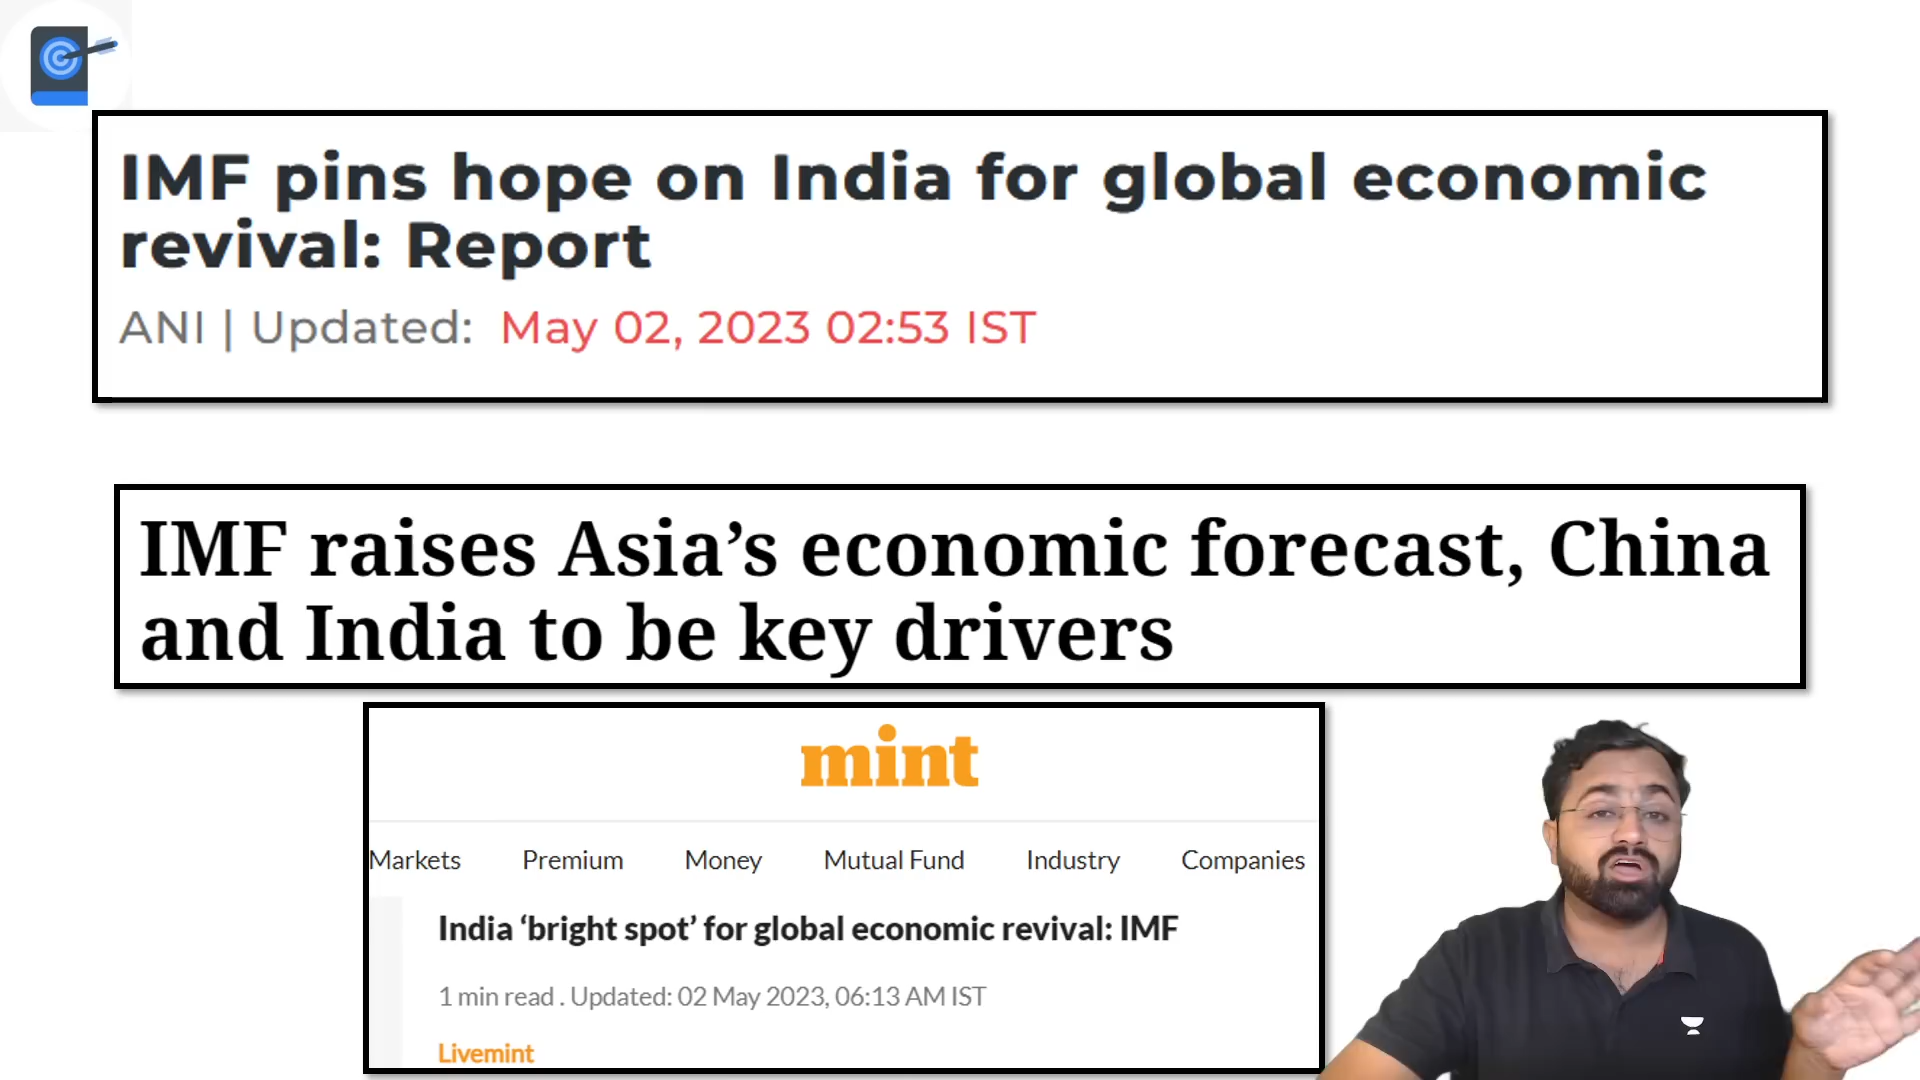 IMF pins hope on India for global economic
revival: Report
ANI | Updated: May 02, 2023 02:53 IST
IMF raises Asia’s economic forecast, China
and India to be key drivers
mint
Markets Premium Money Mutual Fund Industry Companies
India ‘bright spot’ for global economic revival: IMF
1 min read . Updated: 02 May 2023, 06:13 AM IST
Livemint